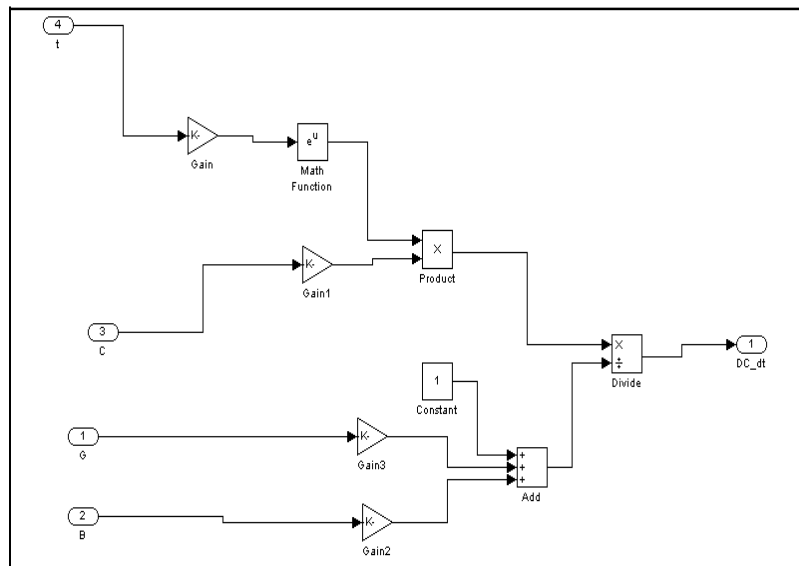 4
t
K-
Gain
e^u
Math
Function
K-
Gain1
X
Product
3
C
1
Constant
X
÷
Divide
1
DC_dt
1
G
K-
Gain3
+
+
+
Add
2
B
K-
Gain2